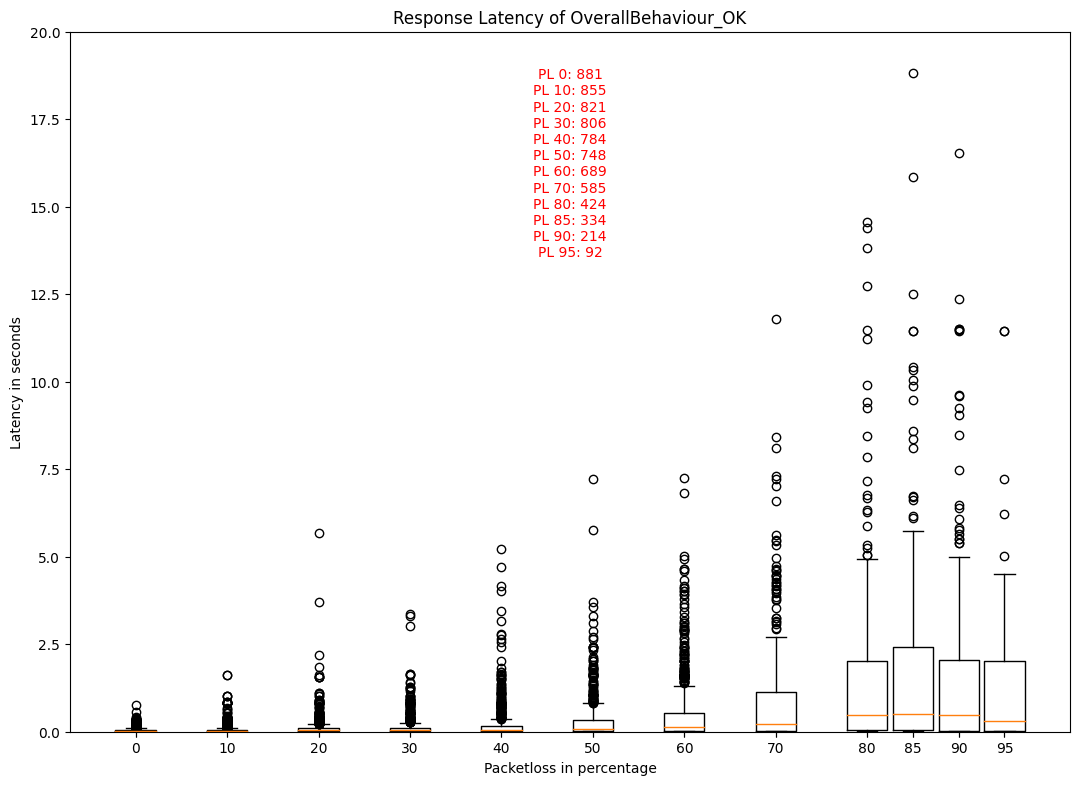 Response Latency of OverallBehaviour_OK
20.0
17.5
15.0
12.5
10.0
7.5
5.0
2.5
0.0
Latency in seconds
PL 0: 881
PL 10: 855
PL 20: 821
PL 30: 806
PL 40: 784
PL 50: 748
PL 60: 689
PL 70: 585
PL 80: 424
PL 85: 334
PL 90: 214
PL 95: 92
0 10 20 30 40 50 60 70 80 85 90 95
Packetloss in percentage